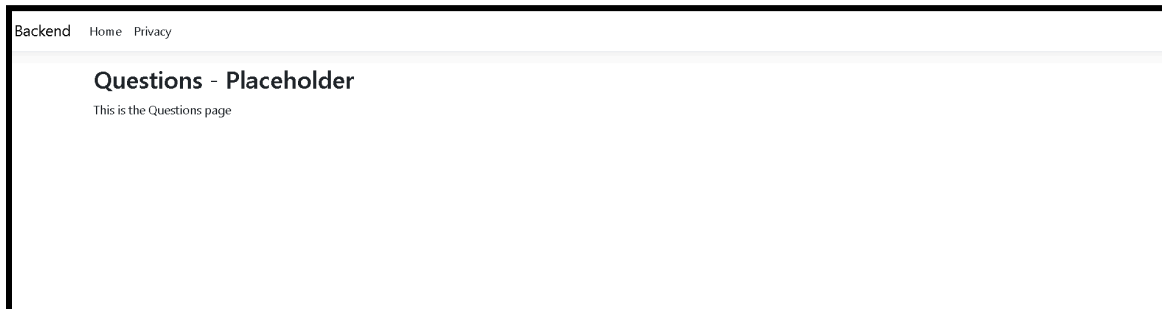 Backend Home Privacy
Questions - Placeholder
This is the Questions page